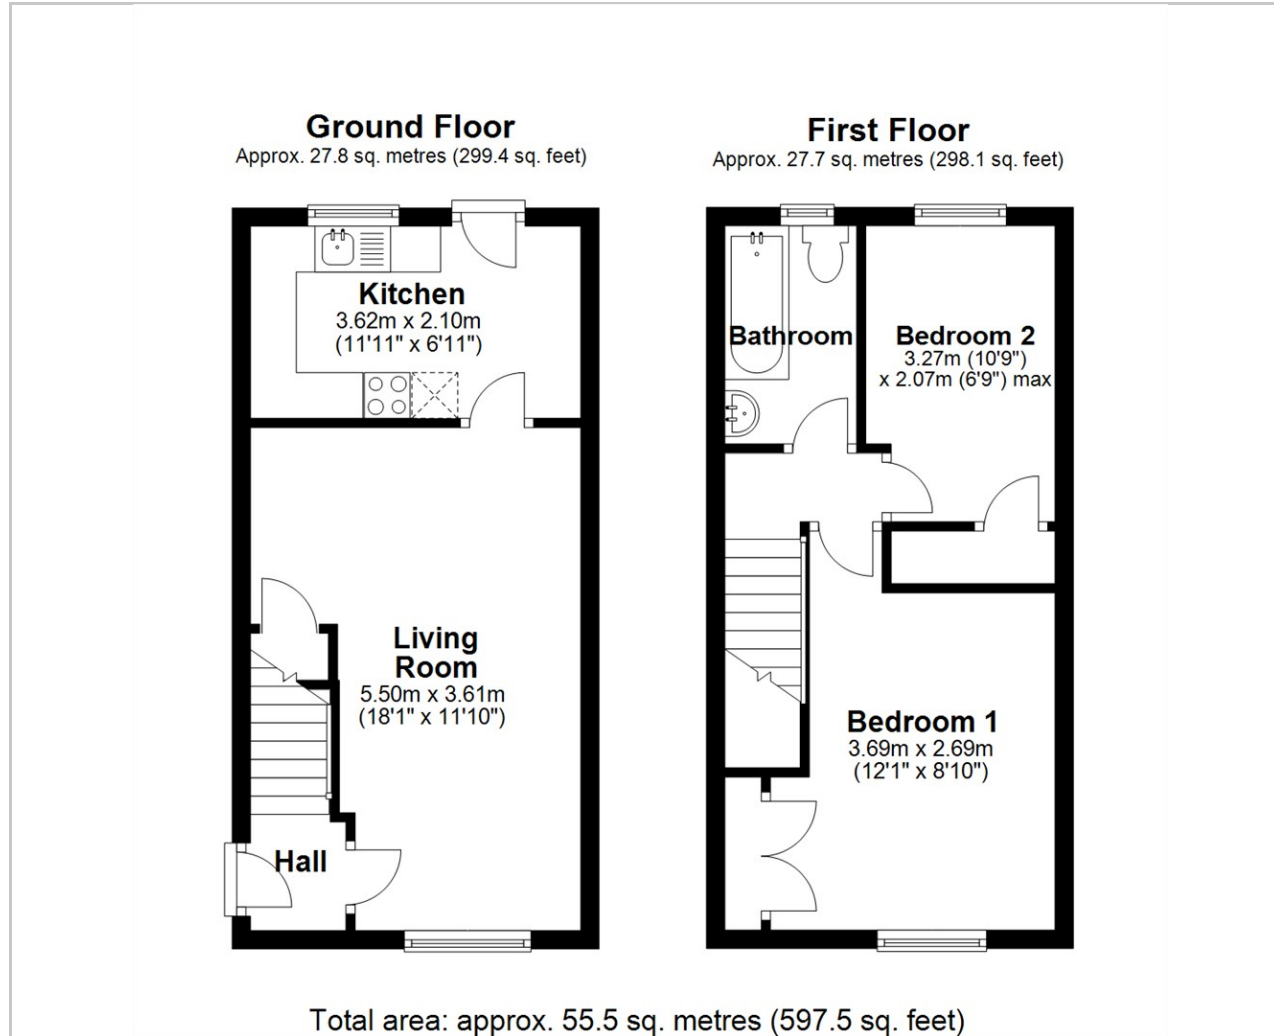 Ground Floor
Approx. 27.8 sq. metres (299.4 sq. feet)
Kitchen
3.62m x 2.10m
(11'11" x 6'11")
Living
Room
5.50m x 3.61m
(18'1" x 11'10")
Hall
First Floor
Approx. 27.7 sq. metres (298.1 sq. feet)
Bathroom
Bedroom 2
3.27m (10'9")
x 2.07m (6'9") max
Bedroom 1
3.69m x 2.69m
(12'1" x 8'10")
Total area: approx. 55.5 sq. metres (597.5 sq. feet)